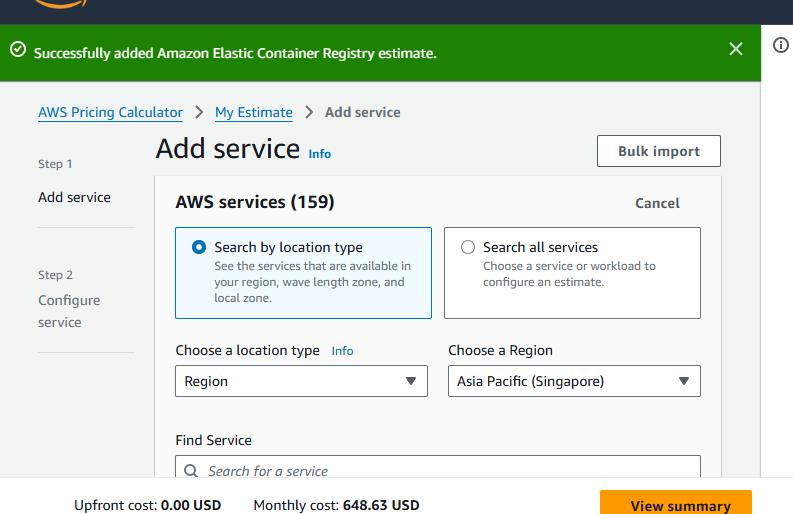 Successfully added Amazon Elastic Container Registry estimate.
AWS Pricing Calculator > My Estimate > Add service
Step 1
Add service
Step 2
Configure
service
Add service Info
Bulk import
AWS services (159)
Cancel
Search by location type
See the services that are available in
your region, wave length zone, and
local zone.
Search all services
Choose a service or workload to
configure an estimate.
Choose a location type Info
Region
Choose a Region
Asia Pacific (Singapore)
Find Service
Search for a service
Upfront cost: 0.00 USD Monthly cost: 648.63 USD
View summary